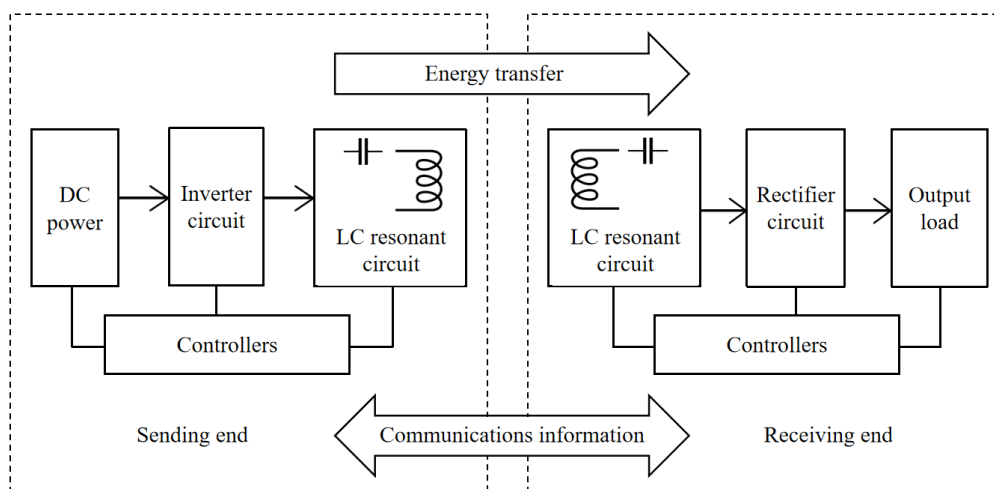 Energy transfer
DC
power
Inverter
circuit
LC resonant
circuit
LC resonant
circuit
Rectifier
circuit
Output
load
Controllers
Controllers
Sending end
Communications information
Receiving end